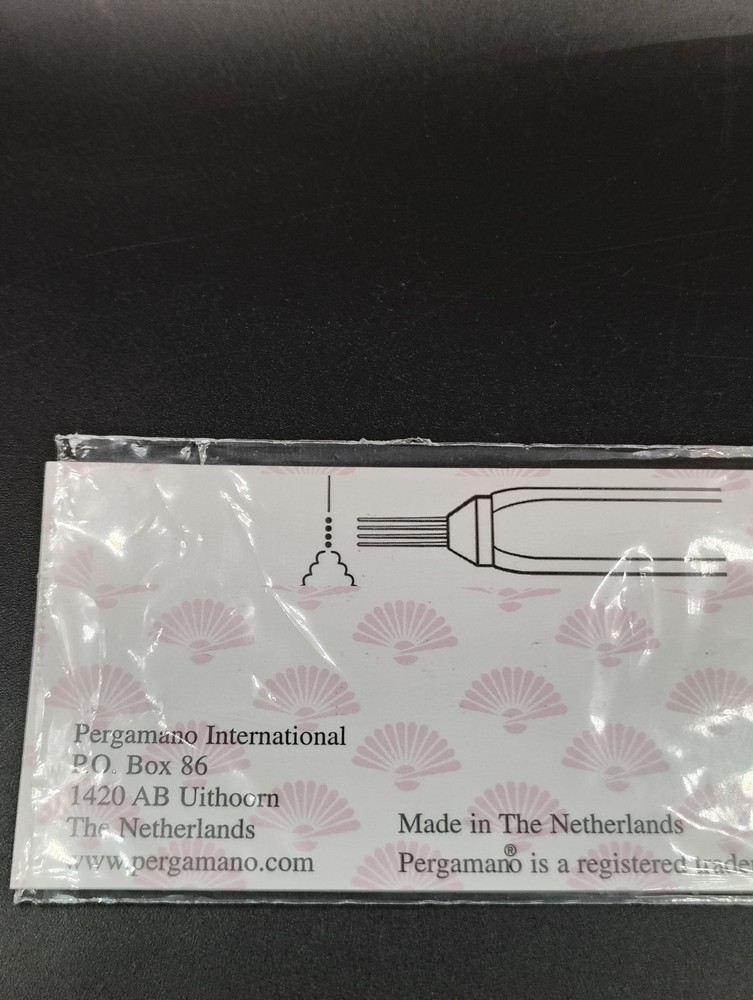 Pergamano International
P.O. Box 86
1420 AB Uithoorn
The Netherlands
www.pergamano.com
Made in The Netherlands
Pergamano® is a registered